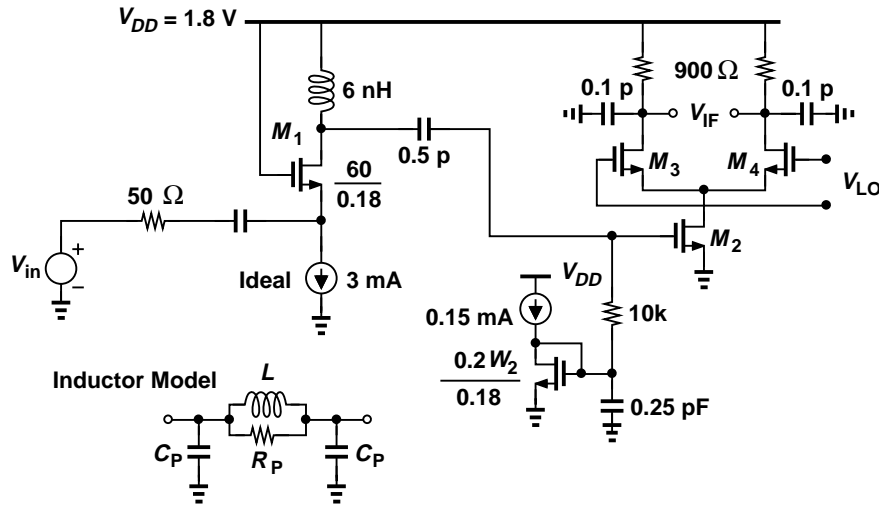 V_DD = 1.8 V
6 nH
900 Ω
0.1 p
0.1 p
V_IF
M_1
0.5 p
M_3
M_4
60
0.18
V_LO
50 Ω
M_2
V_in
+
−
Ideal
3 mA
V_DD
0.15 mA
10k
0.2 W_2
0.18
0.25 pF
Inductor Model
L
C_P
R_P
C_P